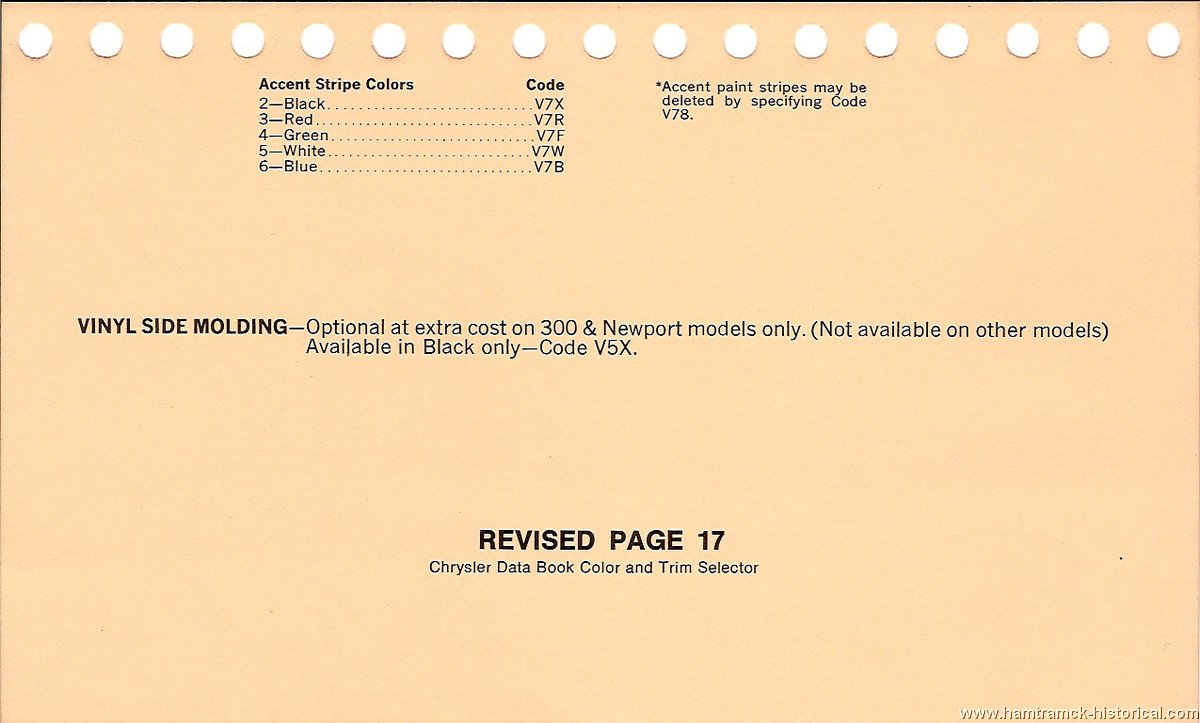 Accent Stripe Colors Code
2—Black..........................V7X
3—Red............................V7R
4—Green..........................V7F
5—White..........................V7W
6—Blue...........................V7B
*Accent paint stripes may be
deleted by specifying Code
V78.
VINYL SIDE MOLDING—Optional at extra cost on 300 & Newport models only. (Not available on other models)
Available in Black only—Code V5X.
REVISED PAGE 17
Chrysler Data Book Color and Trim Selector
www.hamtramck-historical.com